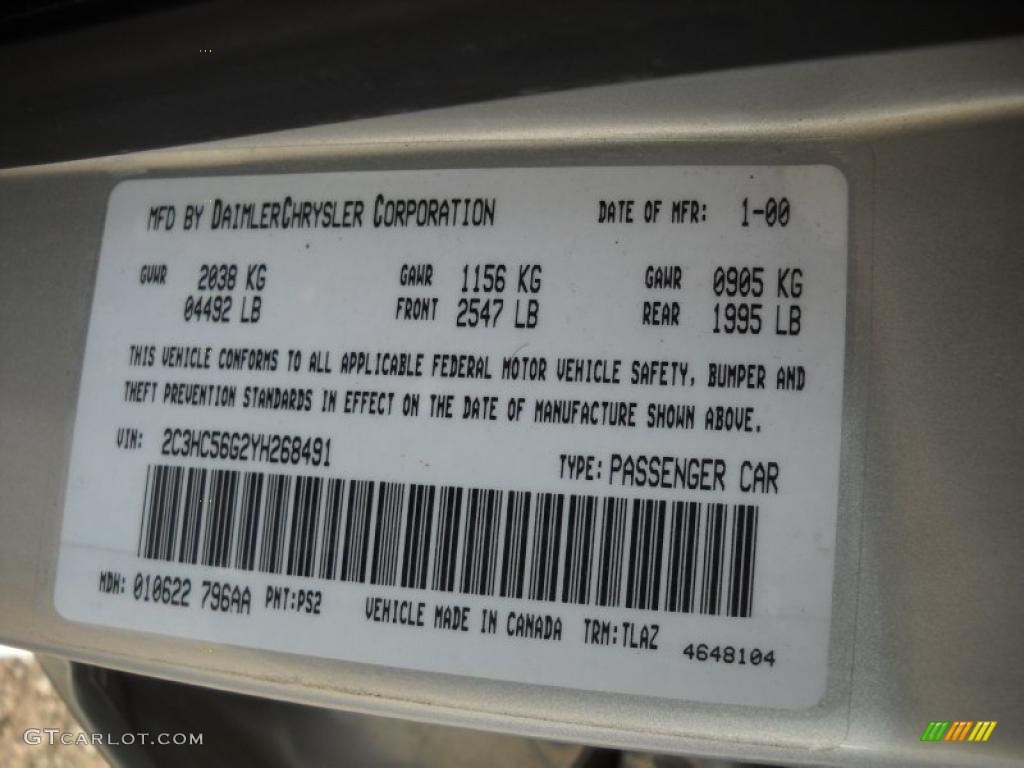 MFD BY DAIMLERCHRYSLER CORPORATION DATE OF MFR: 1-00
GVWR 2038 KG GAWR 1156 KG GAWR 0905 KG
04492 LB FRONT 2547 LB REAR 1995 LB
THIS VEHICLE CONFORMS TO ALL APPLICABLE FEDERAL MOTOR VEHICLE SAFETY, BUMPER AND
THEFT PREVENTION STANDARDS IN EFFECT ON THE DATE OF MANUFACTURE SHOWN ABOVE.
VIN: 2C3HC56G2YH268491 TYPE: PASSENGER CAR
MDH: 010622 796AA PNT:PS2 VEHICLE MADE IN CANADA TRM:TLAZ 4648104
GTCARLOT.COM